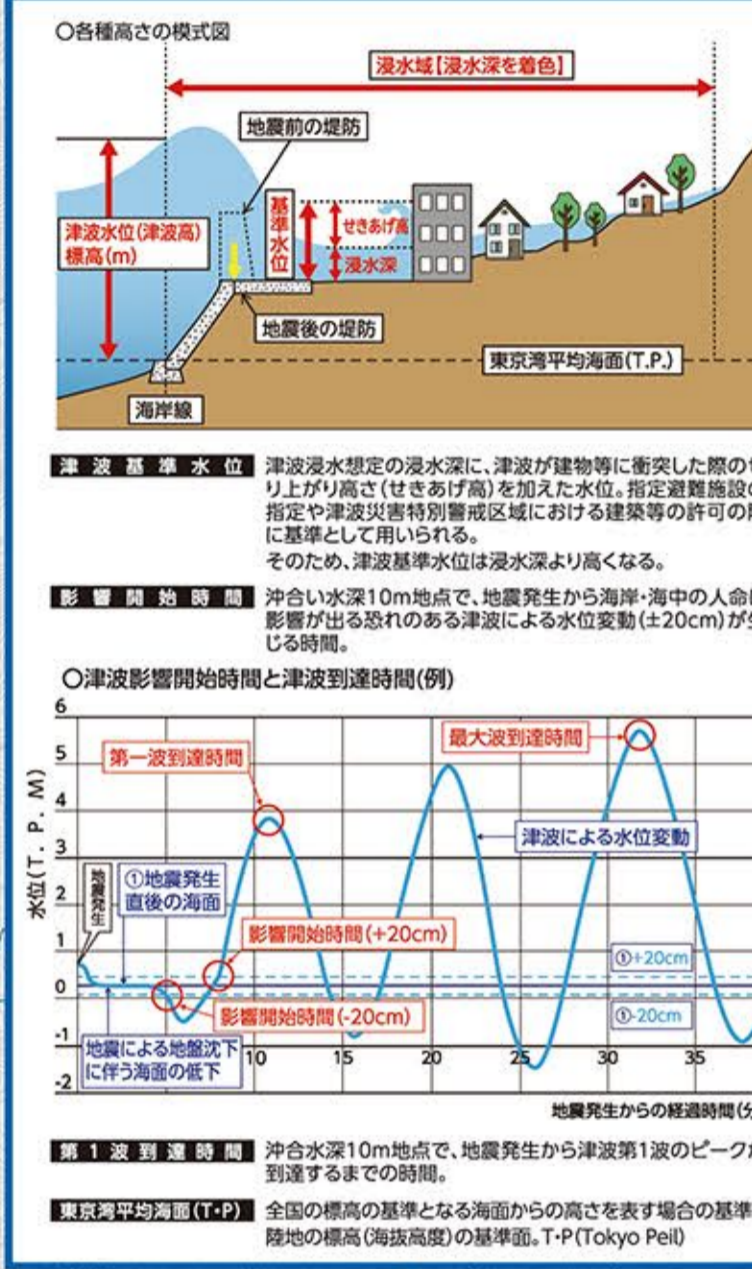 〇各種高さの模式図
浸水域【浸水深を着色】
地震前の堤防
基準水位
せきあげ高
津波水位(津波高)
標高(m)
浸水深
地震後の堤防
東京湾平均海面(T.P.)
海岸線
津波基準水位 津波浸水想定の浸水深に、津波が建物等に衝突した際の
り上がり高さ(せきあげ高)を加えた水位。指定避難施設
指定や津波災害特別警戒区域における建築等の許可の
に基準として用いられる。
そのため、津波基準水位は浸水深より高くなる。
影響開始時間 沖合い水深10m地点で、地震発生から海岸・海中の人命
影響が出る恐れのある津波による水位変動(±20cm)が
じる時間。
〇津波影響開始時間と津波到達時間(例)
水位(T.P.M)
6
5
4
3
2
1
0
-1
-2
第一波到達時間
最大波到達時間
津波による水位変動
地震発生
①地震発生
直後の海面
影響開始時間(+20cm)
①+20cm
影響開始時間(-20cm)
①-20cm
地震による地盤沈下
に伴う海面の低下
10
15
20
25
30
35
地震発生からの経過時間(
第1波到達時間 沖合水深10m地点で、地震発生から津波第1波のピーク
到達するまでの時間。
東京湾平均海面(T・P) 全国の標高の基準となる海面からの高さを表す場合の基準
陸地の標高(海抜高度)の基準面。T・P(Tokyo Peil)